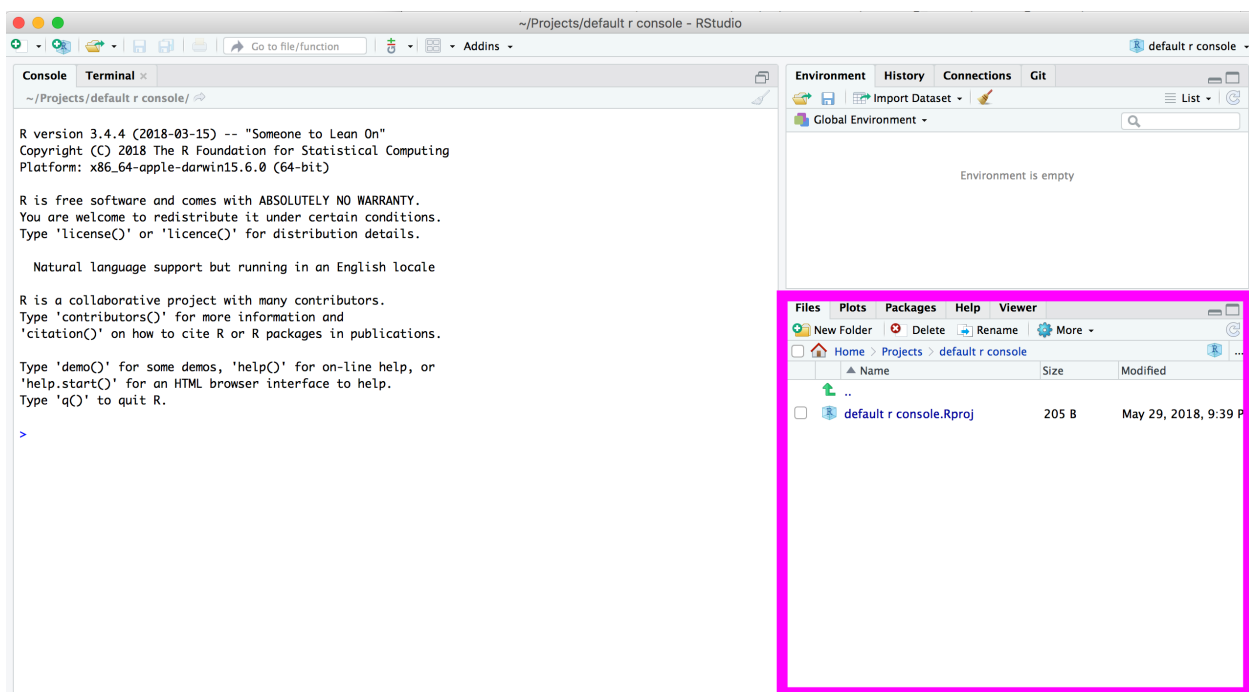 ~/Projects/default r console - RStudio
Go to file/function Addins default r console
Console Terminal
~/Projects/default r console/
R version 3.4.4 (2018-03-15) -- "Someone to Lean On"
Copyright (C) 2018 The R Foundation for Statistical Computing
Platform: x86_64-apple-darwin15.6.0 (64-bit)
R is free software and comes with ABSOLUTELY NO WARRANTY.
You are welcome to redistribute it under certain conditions.
Type 'license()' or 'licence()' for distribution details.
Natural language support but running in an English locale
R is a collaborative project with many contributors.
Type 'contributors()' for more information and
'citation()' on how to cite R or R packages in publications.
Type 'demo()' for some demos, 'help()' for on-line help, or
'help.start()' for an HTML browser interface to help.
Type 'q()' to quit R.
>
Environment History Connections Git
Import Dataset List
Global Environment
Environment is empty
Files Plots Packages Help Viewer
New Folder Delete Rename More
Home > Projects > default r console R ...
Name Size Modified
..
default r console.Rproj 205 B May 29, 2018, 9:39 P